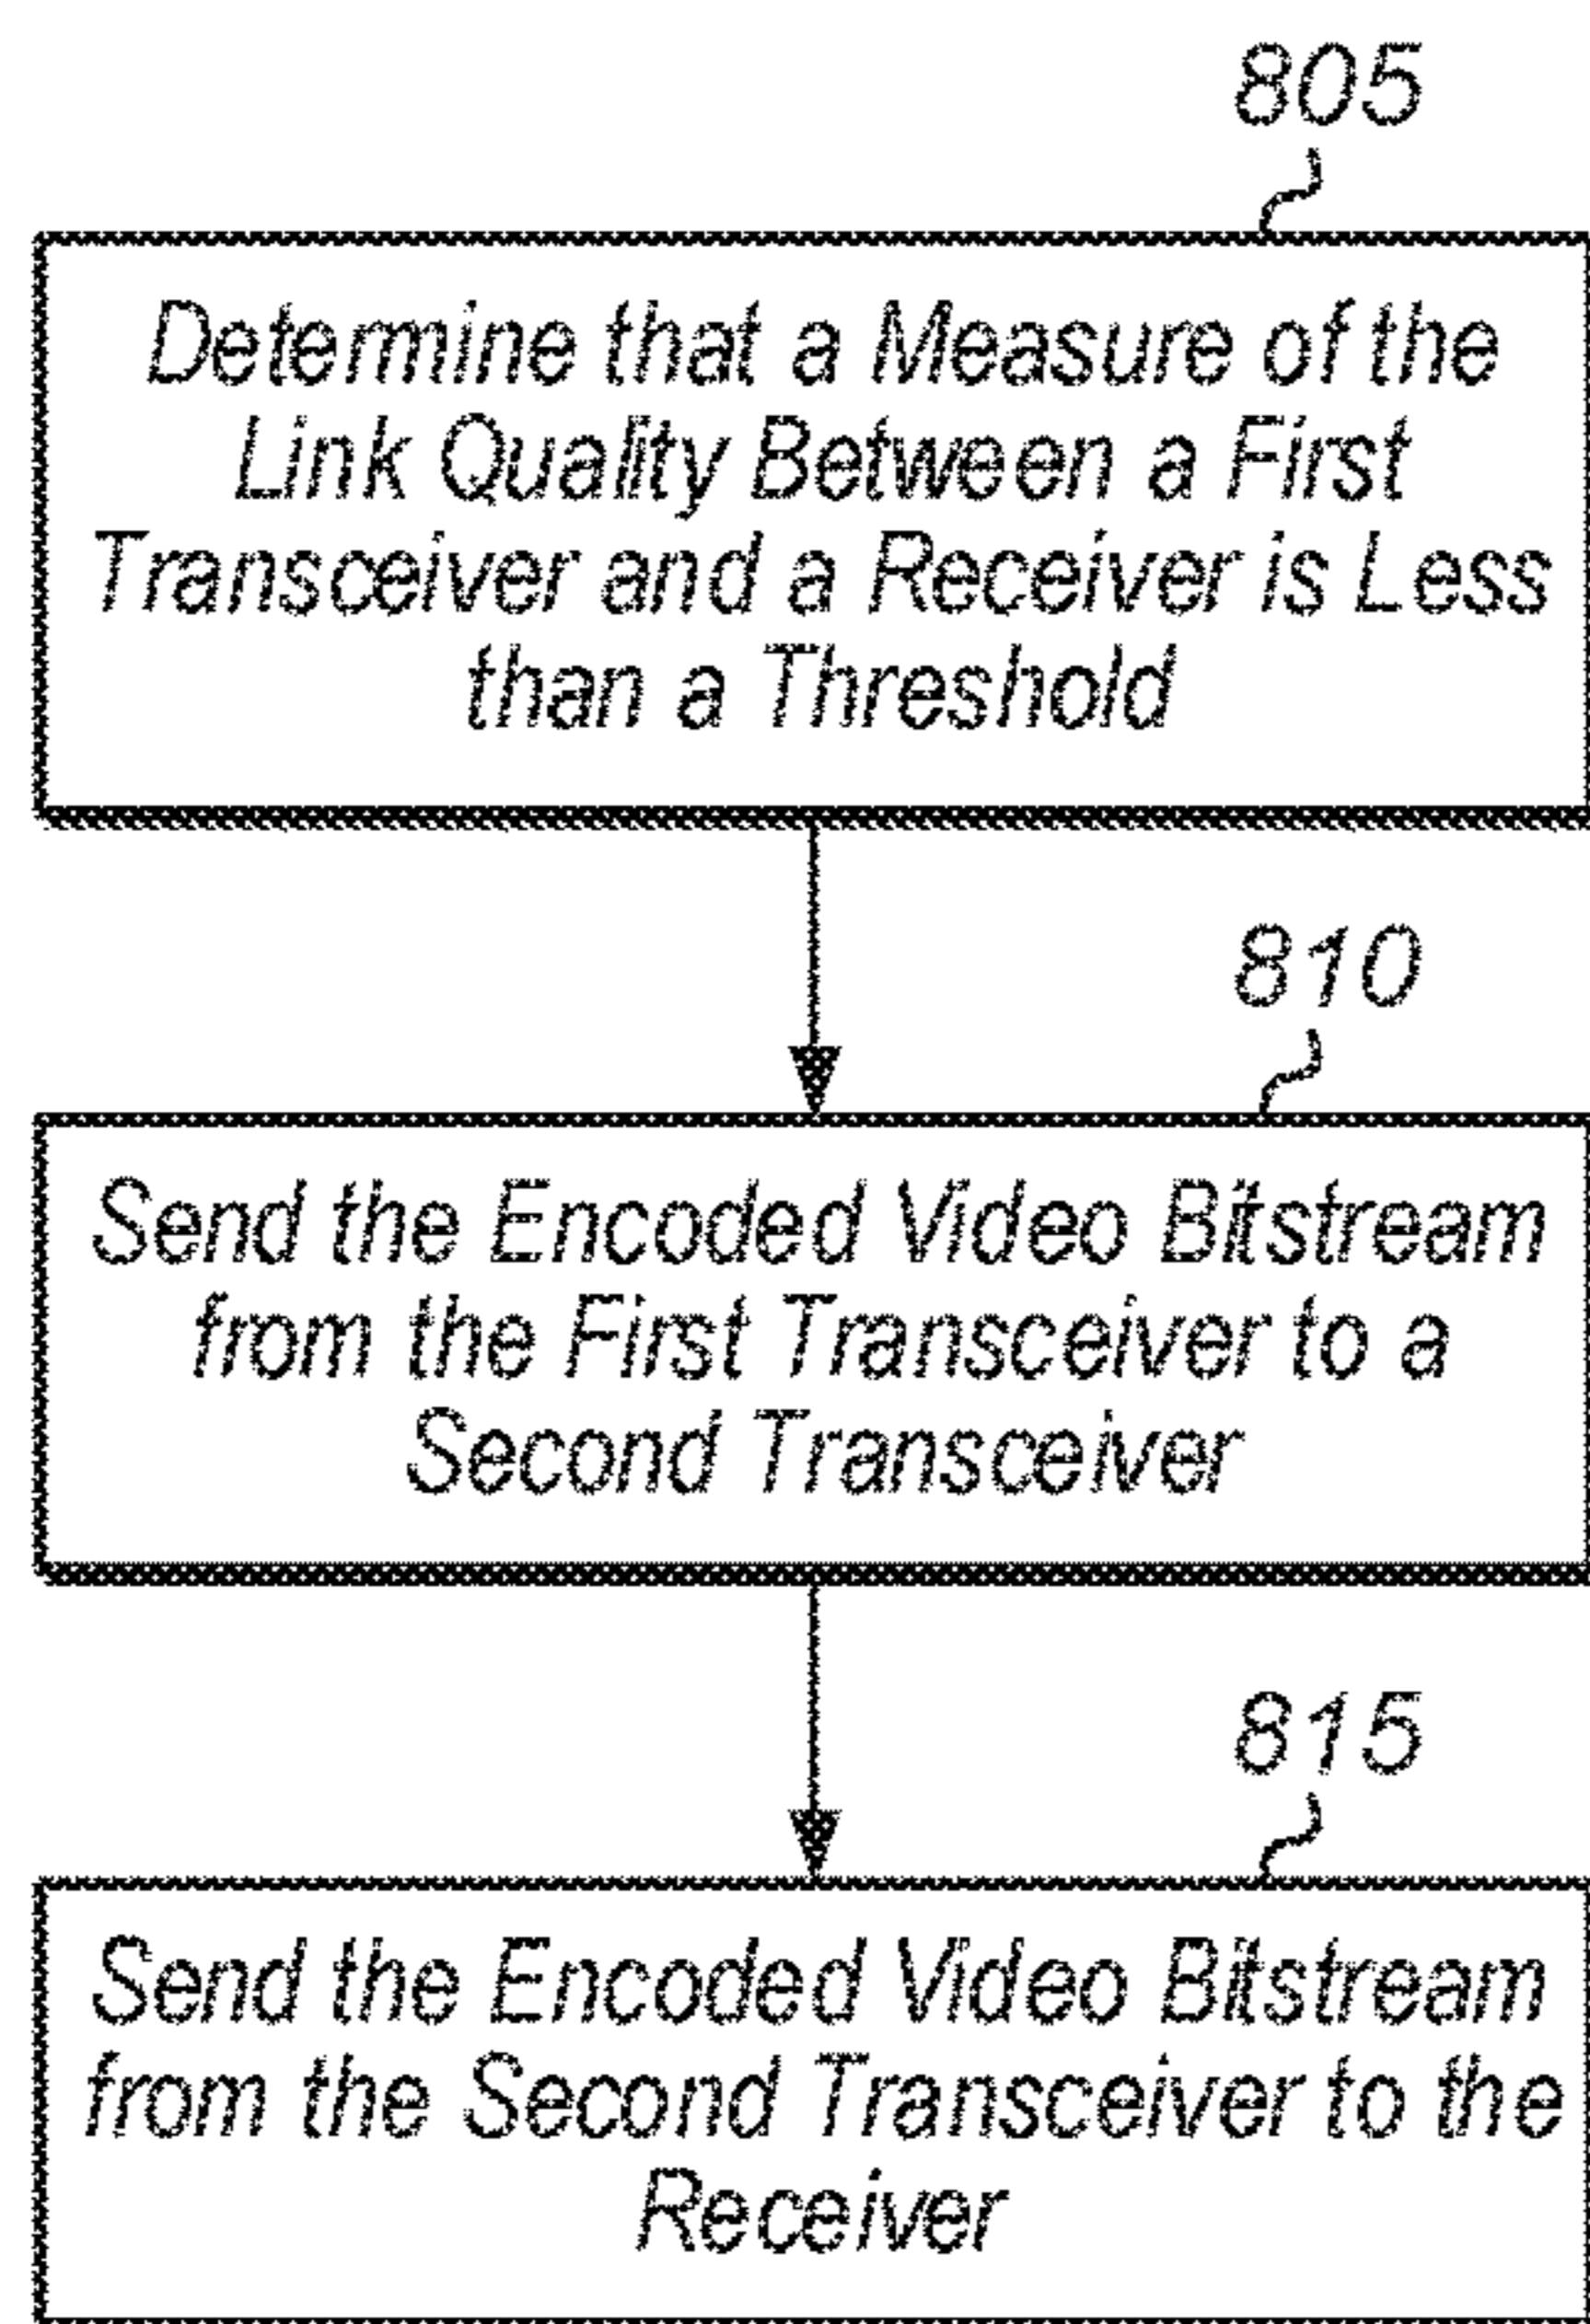 805
Determine that a Measure of the
Link Quality Between a First
Transceiver and a Receiver is Less
than a Threshold
810
Send the Encoded Video Bitstream
from the First Transceiver to a
Second Transceiver
815
Send the Encoded Video Bitstream
from the Second Transceiver to the
Receiver